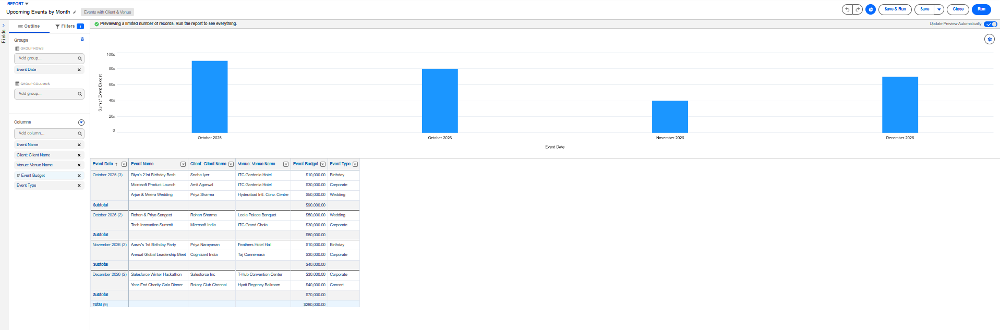 REPORT
Upcoming Events by Month
Events with Client & Venue
Save & Run
Save
Close
Run
Fields
Outline
Filters
1
Previewing a limited number of records. Run the report to see everything.
Update Preview Automatically
Groups
GROUP ROWS
Add group...
Event Date
GROUP COLUMNS
Add group...
Columns
Add column...
Event Name
Client: Client Name
Venue: Venue Name
# Event Budget
Event Type
Sum of Event Budget
100K
80K
60K
40K
20K
0
October 2025 October 2026 November 2026 December 2026
Event Date
Event Date ↑ Event Name Client: Client Name Venue: Venue Name Event Budget Event Type
October 2025 (3) Riya's 21st Birthday Bash Sneha Iyer ITC Gardenia Hotel $10,000.00 Birthday
Microsoft Product Launch Amit Agarwal ITC Gardenia Hotel $30,000.00 Corporate
Arjun & Meera Wedding Priya Sharma Hyderabad Intl. Conv. Centre $50,000.00 Wedding
Subtotal $90,000.00
October 2026 (2) Rohan & Priya Sangeet Rohan Sharma Leela Palace Banquet $50,000.00 Wedding
Tech Innovation Summit Microsoft India ITC Grand Chola $30,000.00 Corporate
Subtotal $80,000.00
November 2026 (2) Aarav's 1st Birthday Party Priya Narayanan Feathers Hotel Hall $10,000.00 Birthday
Annual Global Leadership Meet Cognizant India Taj Connemara $30,000.00 Corporate
Subtotal $40,000.00
December 2026 (2) Salesforce Winter Hackathon Salesforce Inc T-Hub Convention Center $30,000.00 Corporate
Year-End Charity Gala Dinner Rotary Club Chennai Hyatt Regency Ballroom $40,000.00 Concert
Subtotal $70,000.00
Total (9) $280,000.00